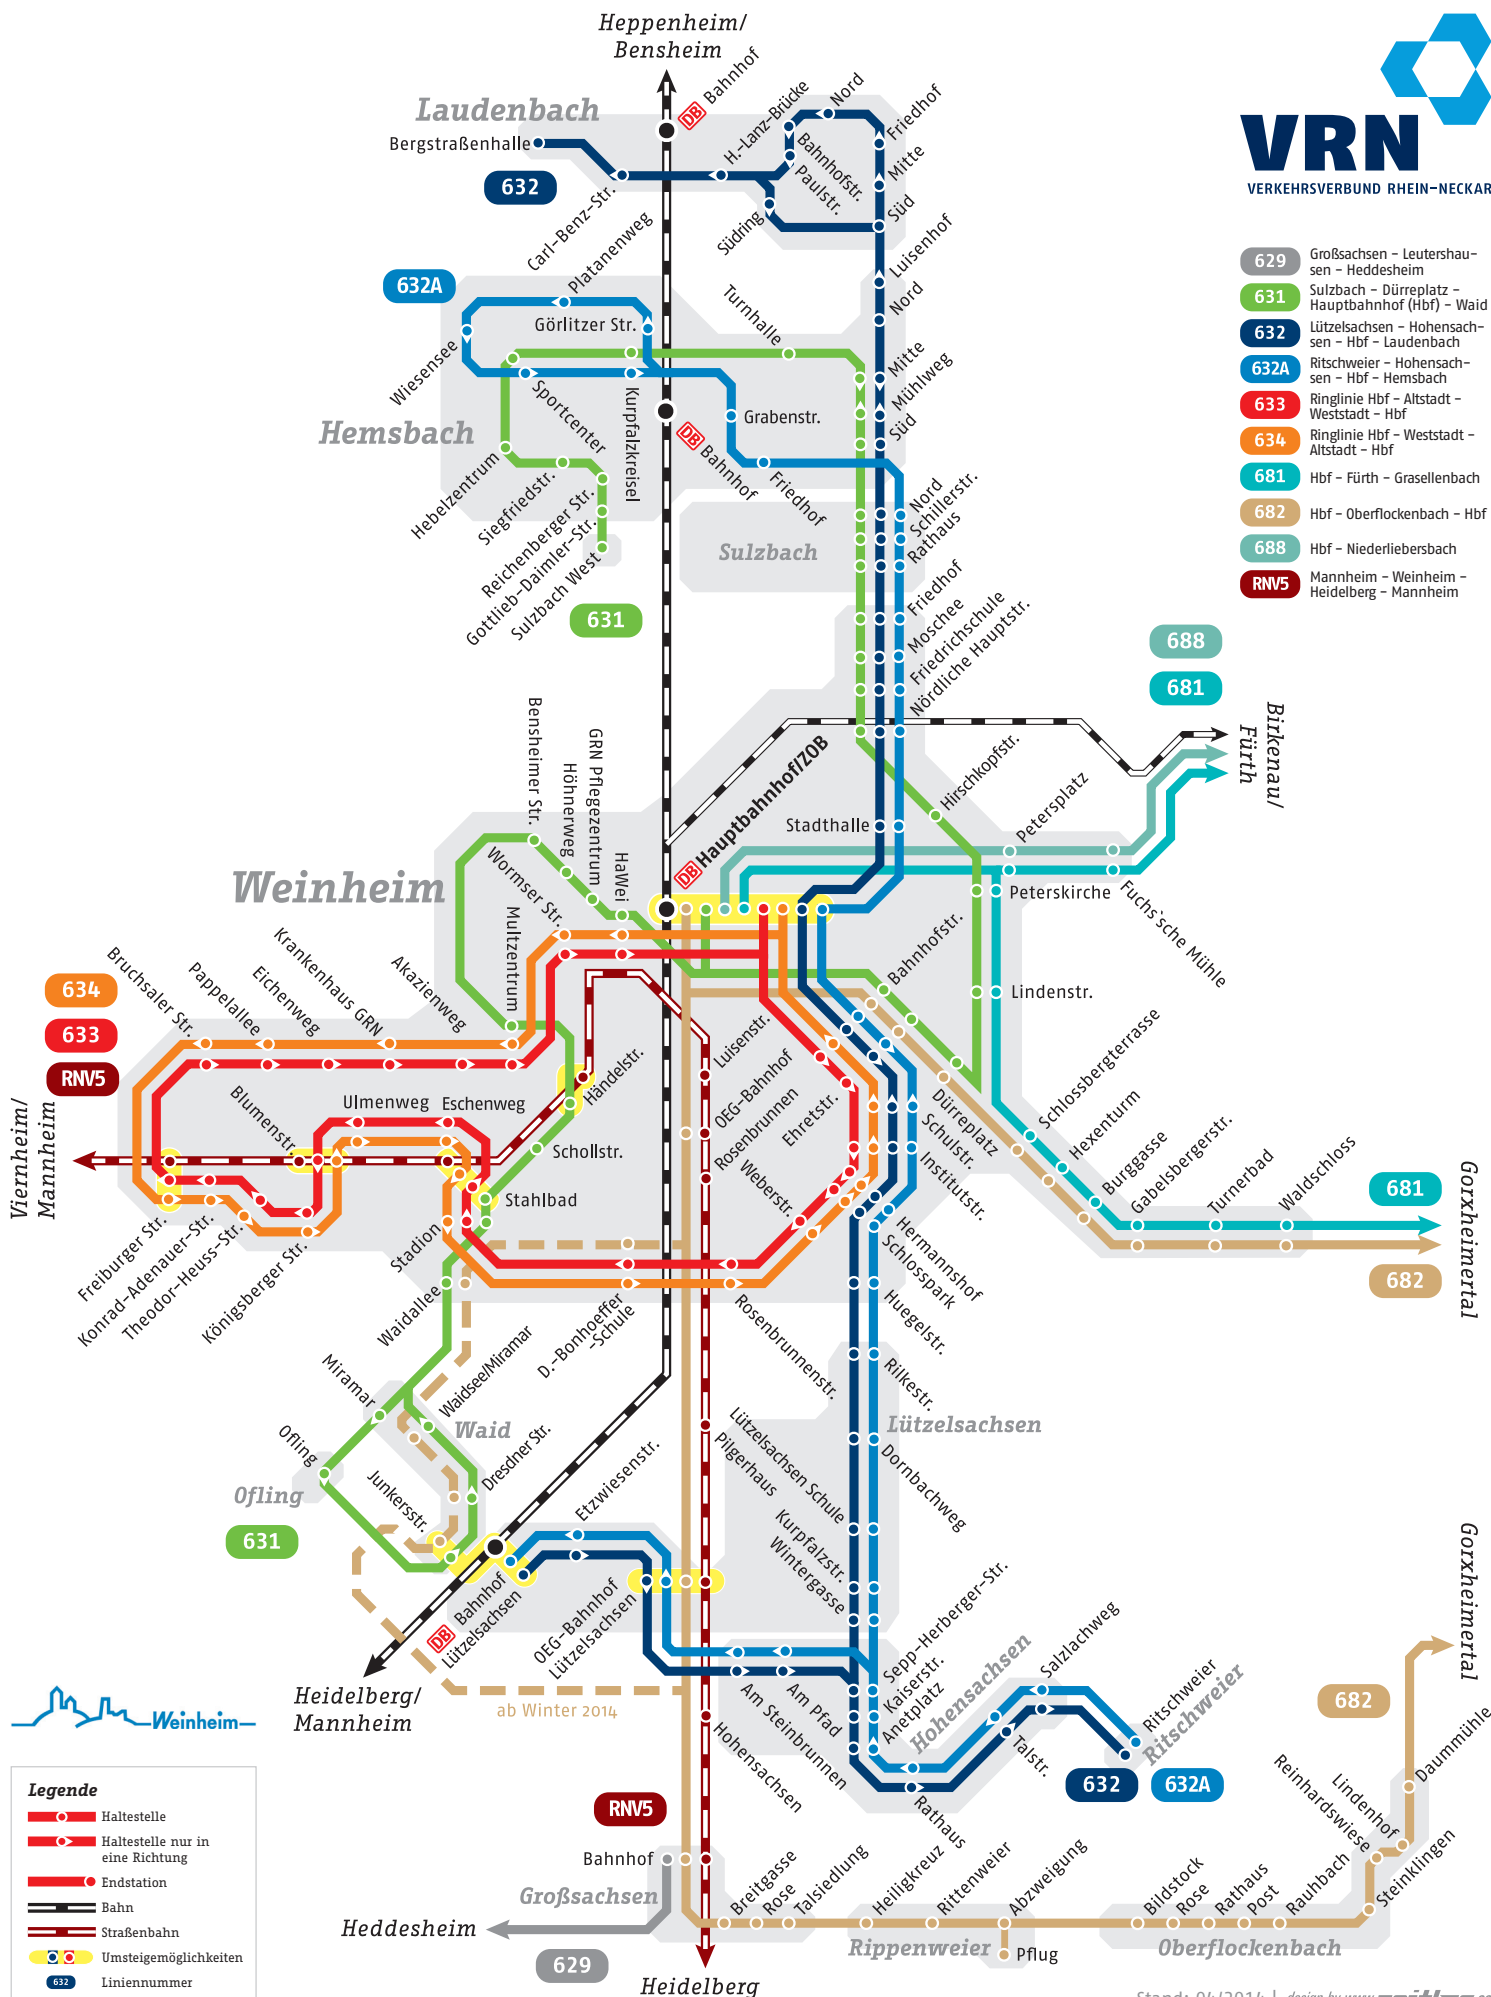 Heppenheim/
Bensheim
Laudenbach
DB Bahnhof
Bergstraßenhalle
632
Carl-Benz-Str.
H.-Lanz-Brücke
Nord
Friedhof
Bahnhofstr.
Paulstr.
Mitte
Südring
Süd
Luisenhof
VRN
VERKEHRSVERBUND RHEIN-NECKAR
629 Großsachsen - Leutershau-
sen - Heddesheim
631 Sulzbach - Dürreplatz -
Hauptbahnhof (Hbf) - Waid
632 Lützelsachsen - Hohensach-
sen - Hbf - Laudenbach
632A Ritschweier - Hohensach-
sen - Hbf - Hemsbach
633 Ringlinie Hbf - Altstadt -
Weststadt - Hbf
634 Ringlinie Hbf - Weststadt -
Altstadt - Hbf
681 Hbf - Fürth - Grasellenbach
682 Hbf - Oberflockenbach - Hbf
688 Hbf - Niederliebersbach
RNV5 Mannheim - Weinheim -
Heidelberg - Mannheim
632A
Platanenweg
Görlitzer Str.
Turnhalle
Nord
Wiesensee
Sportcenter
Kurpfalzkreisel
Grabenstr.
Mitte
Mühlweg
Süd
Hemsbach
DB Bahnhof
Friedhof
Hebelzentrum
Siegfriedstr.
Reichenberger Str.
Gottlieb-Daimler-Str.
Sulzbach West
631
Sulzbach
Nord
Schillerstr.
Rathaus
Friedhof
Moschee
Friedrichschule
Nördliche Hauptstr.
688
681
Birkenau/
Fürth
Weinheim
Bensheimer Str.
Höhnerweg
GRN Pflegezentrum
HaWei
Wormser Str.
Multzentrum
DB Hauptbahnhof/ZOB
Stadthalle
Hirschkopfstr.
Petersplatz
Peterskirche
Fuchs`sche Mühle
Lindenstr.
Bahnhofstr.
634
633
RNV5
Bruchsaler Str.
Pappelallee
Eichenweg
Krankenhaus GRN
Akazienweg
Viernheim/
Mannheim
Blumenstr.
Ulmenweg
Eschenweg
Händelstr.
Schollstr.
Stahlbad
Stadion
Freiburger Str.
Konrad-Adenauer-Str.
Theodor-Heuss-Str.
Königsberger Str.
Luisenstr.
OEG-Bahnhof
Rosenbrunnen
Ehretstr.
Weberstr.
Dürreplatz
Schulstr.
Institutstr.
Hermannshof
Schlosspark
Huegelstr.
Schlossbergterrasse
Hexenturm
Burggasse
Gabelsbergerstr.
Turnerbad
Waldschloss
681
682
Gorxheimertal
Waidallee
D.-Bonhoeffer
-Schule
Rosenbrunnenstr.
Miramar
Waidsee/Miramar
Waid
Ofling
Ofling
Dresdner Str.
Junkersstr.
631
Rilkestr.
Lützelsachsen
Dornbachweg
Lützelsachsen Schule
Pilgerhaus
Kurpfalzstr.
Wintergasse
Etzwiesenstr.
DB Bahnhof
Lützelsachsen
OEG-Bahnhof
Lützelsachsen
Heidelberg/
Mannheim
ab Winter 2014
Am Steinbrunnen
Am Pfad
Sepp-Herberger-Str.
Kaiserstr.
Anetplatz
Hohensachsen
Salzlachweg
Talstr.
Rathaus
Ritschweier
Ritschweier
632
632A
Hohensachsen
RNV5
Gorxheimertal
682
Daummühle
Lindenhof
Reinhardswiese
Steinklingen
Bahnhof
Großsachsen
Heddesheim
629
Heidelberg
Breitgasse
Rose
Talsiedlung
Heiligkreuz
Rittenweier
Abzweigung
Pflug
Rippenweier
Bildstock
Rose
Rathaus
Post
Rauhbach
Oberflockenbach
Weinheim
Legende
Haltestelle
Haltestelle nur in
eine Richtung
Endstation
Bahn
Straßenbahn
Umsteigemöglichkeiten
632 Liniennummer